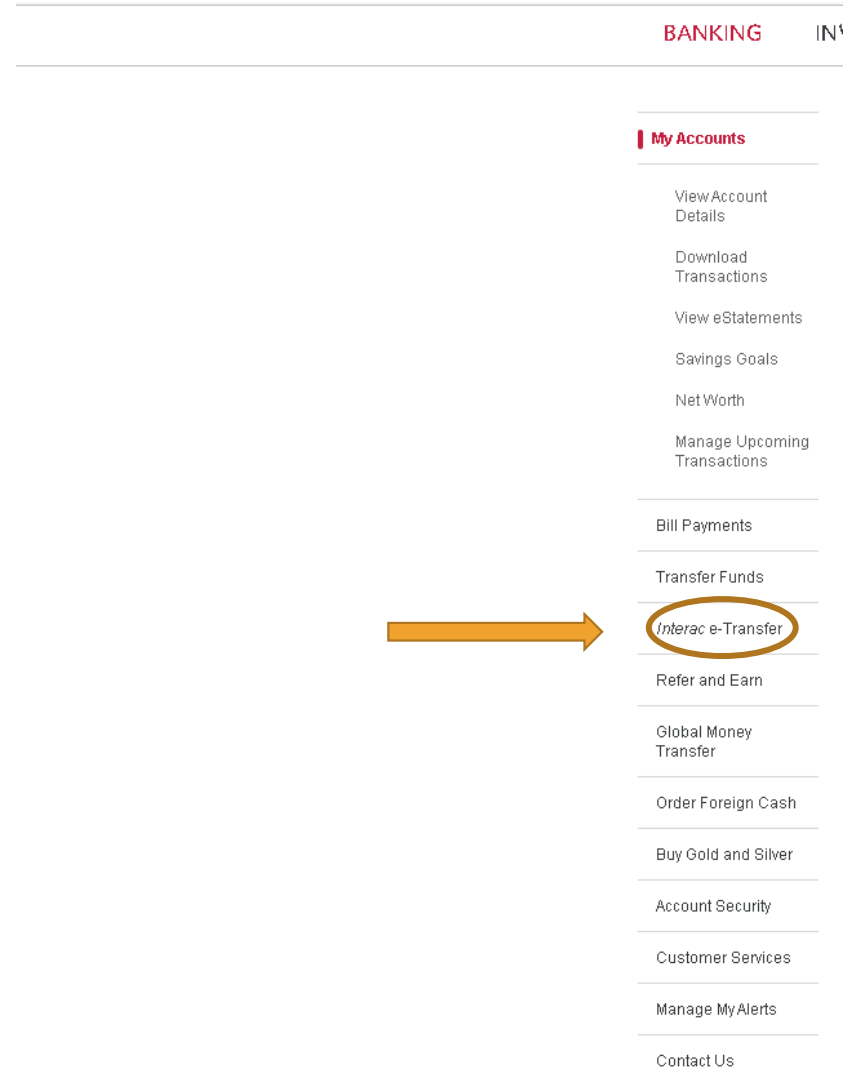 BANKING
My Accounts
View Account
Details
Download
Transactions
View eStatements
Savings Goals
Net Worth
Manage Upcoming
Transactions
Bill Payments
Transfer Funds
Interac e-Transfer
Refer and Earn
Global Money
Transfer
Order Foreign Cash
Buy Gold and Silver
Account Security
Customer Services
Manage My Alerts
Contact Us